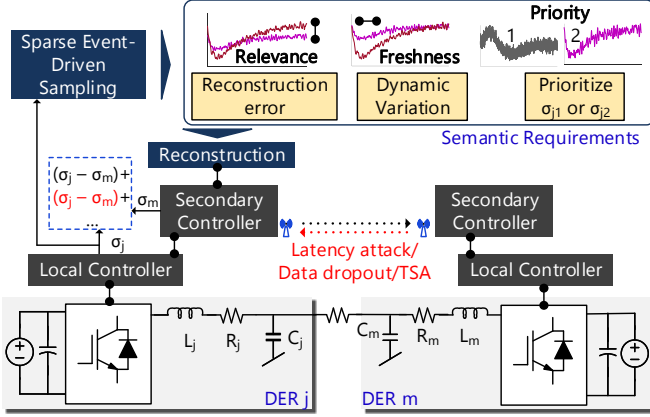 Sparse Event-
Driven
Sampling
Relevance
Freshness
Priority
1
2
Reconstruction
error
Dynamic
Variation
Prioritize
σj1 or σj2
Semantic Requirements
Reconstruction
(σj − σm)+
(σj − σm)+
...
σm
σj
Secondary
Controller
Secondary
Controller
Latency attack/
Data dropout/TSA
Local Controller
Local Controller
Lj
Rj
Cj
Cm
Rm
Lm
DER j
DER m